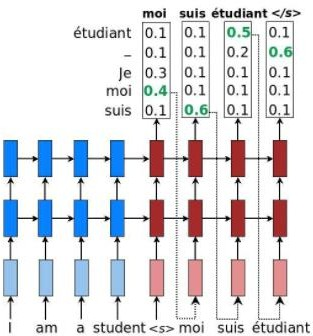 moi suis étudiant </s>
étudiant 0.1 0.1 0.5 0.1
_ 0.1 0.1 0.2 0.6
Je 0.3 0.1 0.1 0.1
moi 0.4 0.1 0.1 0.1
suis 0.1 0.6 0.1 0.1
I am a student <s> moi suis étudiant